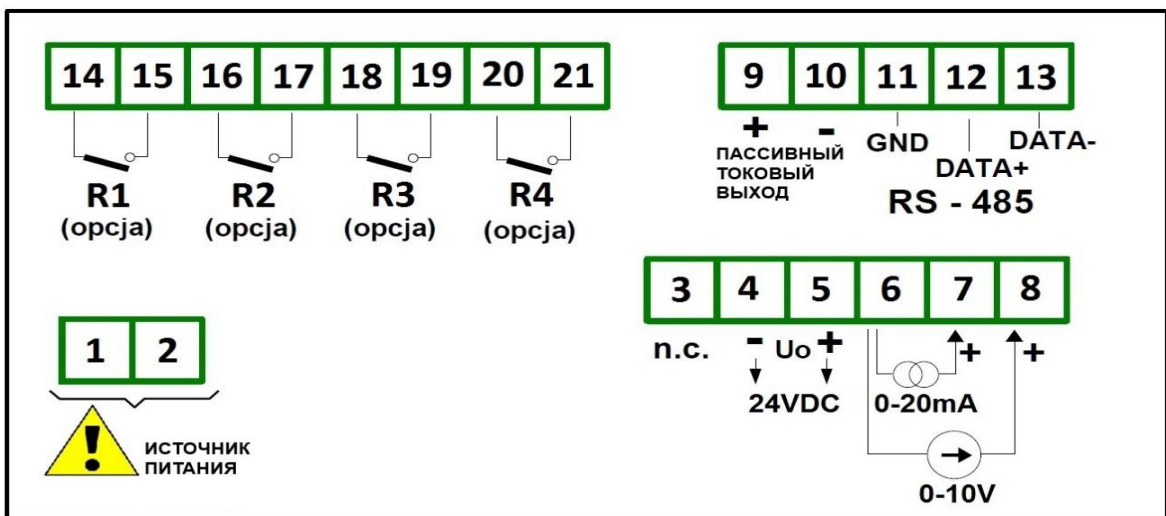 14 15 16 17 18 19 20 21
R1 R2 R3 R4
(opcja) (opcja) (opcja) (opcja)
9 10 11 12 13
+ -
ПАССИВНЫЙ
ТОКОВЫЙ
ВЫХОД
GND
DATA+
DATA-
RS - 485
1 2
!
ИСТОЧНИК
ПИТАНИЯ
3 4 5 6 7 8
n.c. - Uo + + +
24VDC 0-20mA
0-10V